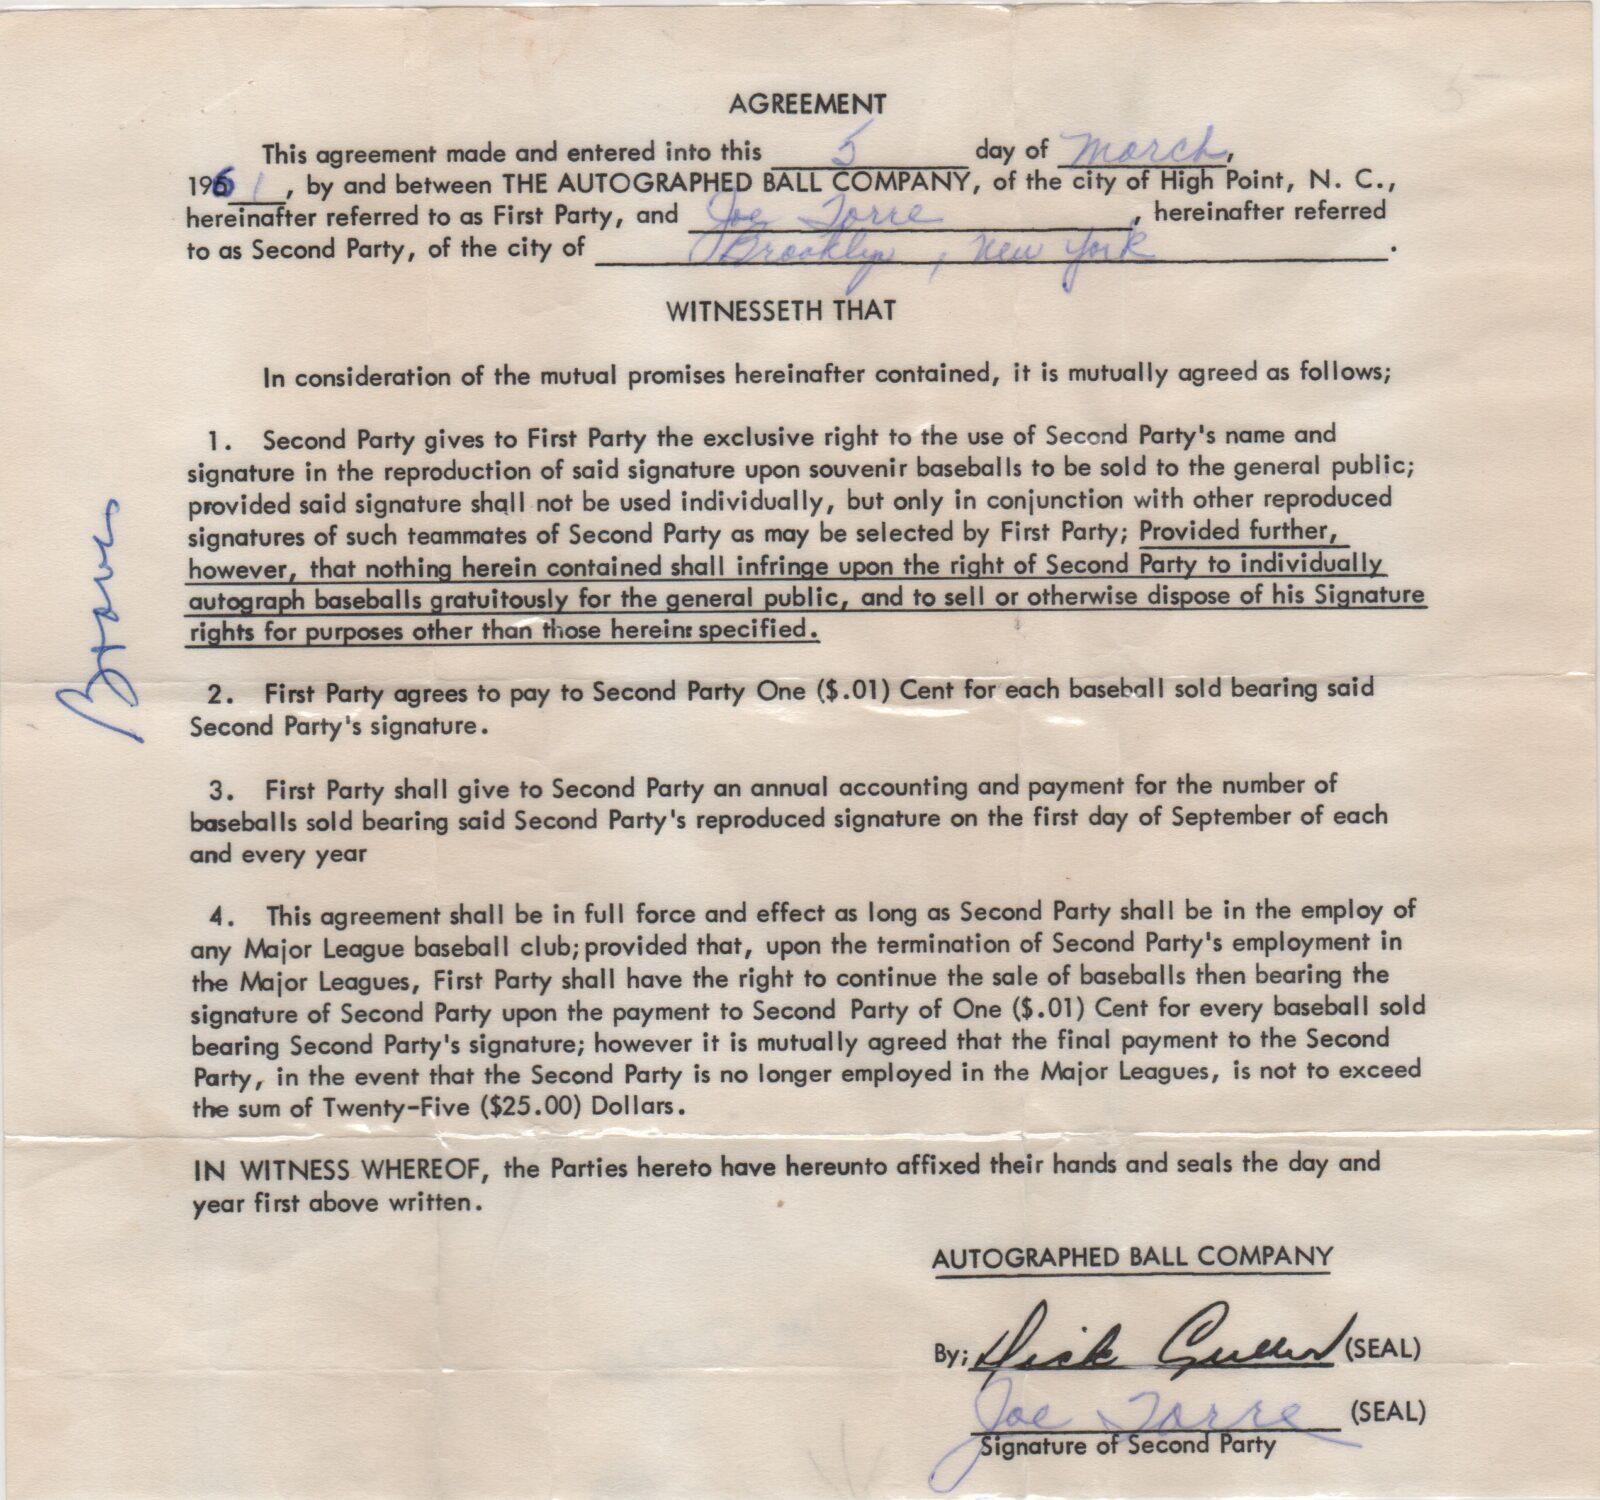 AGREEMENT
This agreement made and entered into this 5 day of March,
1961, by and between THE AUTOGRAPHED BALL COMPANY, of the city of High Point, N. C.,
hereinafter referred to as First Party, and Joe Torre, hereinafter referred
to as Second Party, of the city of Brooklyn, New York.
WITNESSETH THAT
In consideration of the mutual promises hereinafter contained, it is mutually agreed as follows;
1. Second Party gives to First Party the exclusive right to the use of Second Party's name and
signature in the reproduction of said signature upon souvenir baseballs to be sold to the general public;
provided said signature shall not be used individually, but only in conjunction with other reproduced
signatures of such teammates of Second Party as may be selected by First Party; Provided further,
however, that nothing herein contained shall infringe upon the right of Second Party to individually
autograph baseballs gratuitously for the general public, and to sell or otherwise dispose of his Signature
rights for purposes other than those herein: specified.
2. First Party agrees to pay to Second Party One ($.01) Cent for each baseball sold bearing said
Second Party's signature.
3. First Party shall give to Second Party an annual accounting and payment for the number of
baseballs sold bearing said Second Party's reproduced signature on the first day of September of each
and every year
4. This agreement shall be in full force and effect as long as Second Party shall be in the employ of
any Major League baseball club; provided that, upon the termination of Second Party's employment in
the Major Leagues, First Party shall have the right to continue the sale of baseballs then bearing the
signature of Second Party upon the payment to Second Party of One ($.01) Cent for every baseball sold
bearing Second Party's signature; however it is mutually agreed that the final payment to the Second
Party, in the event that the Second Party is no longer employed in the Major Leagues, is not to exceed
the sum of Twenty-Five ($25.00) Dollars.
IN WITNESS WHEREOF, the Parties hereto have hereunto affixed their hands and seals the day and
year first above written.
AUTOGRAPHED BALL COMPANY
By; Dick (SEAL)
Joe Torre (SEAL)
Signature of Second Party